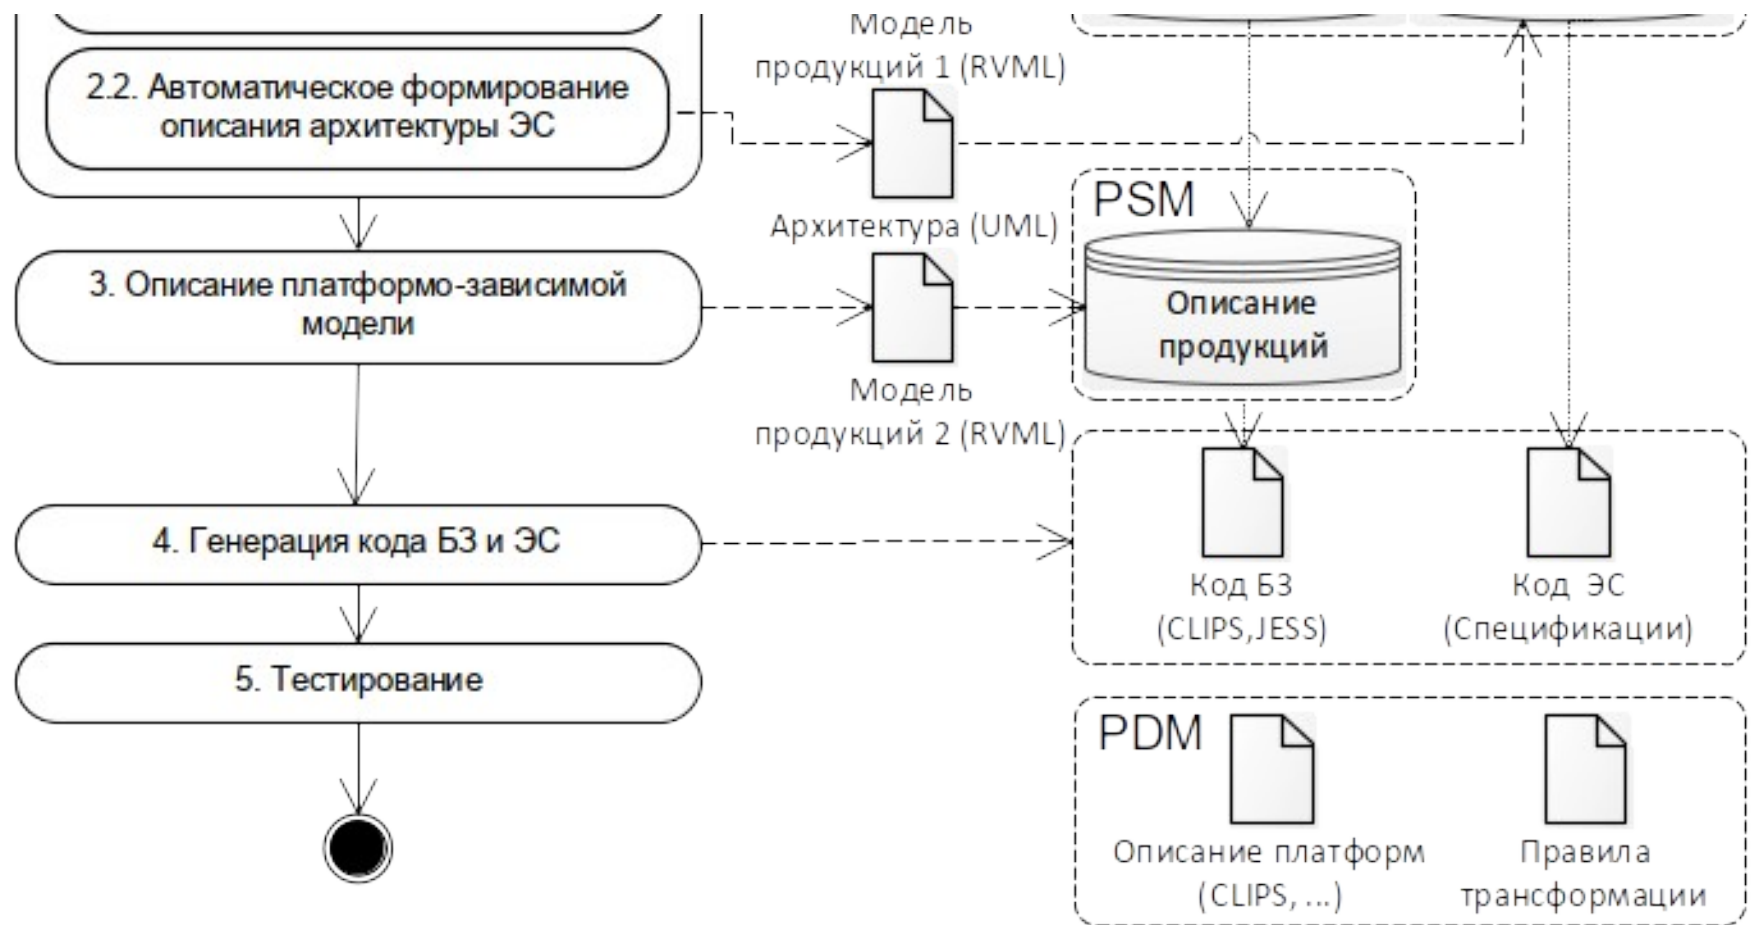 Модель
продукций 1 (RVML)
2.2. Автоматическое формирование
описания архитектуры ЭС
Архитектура (UML)
PSM
3. Описание платформо-зависимой
модели
Описание
продукций
Модель
продукций 2 (RVML)
4. Генерация кода БЗ и ЭС
Код БЗ
(CLIPS,JESS)
Код ЭС
(Спецификации)
5. Тестирование
PDM
Описание платформ
(CLIPS, ...)
Правила
трансформации